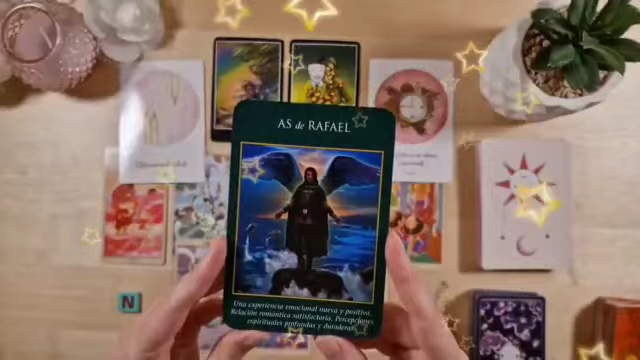 AS de RAFAEL
Una experiencia emocional nueva y positiva.
Relación romántica satisfactoria. Percepciones
espirituales profundas y duraderas.
N